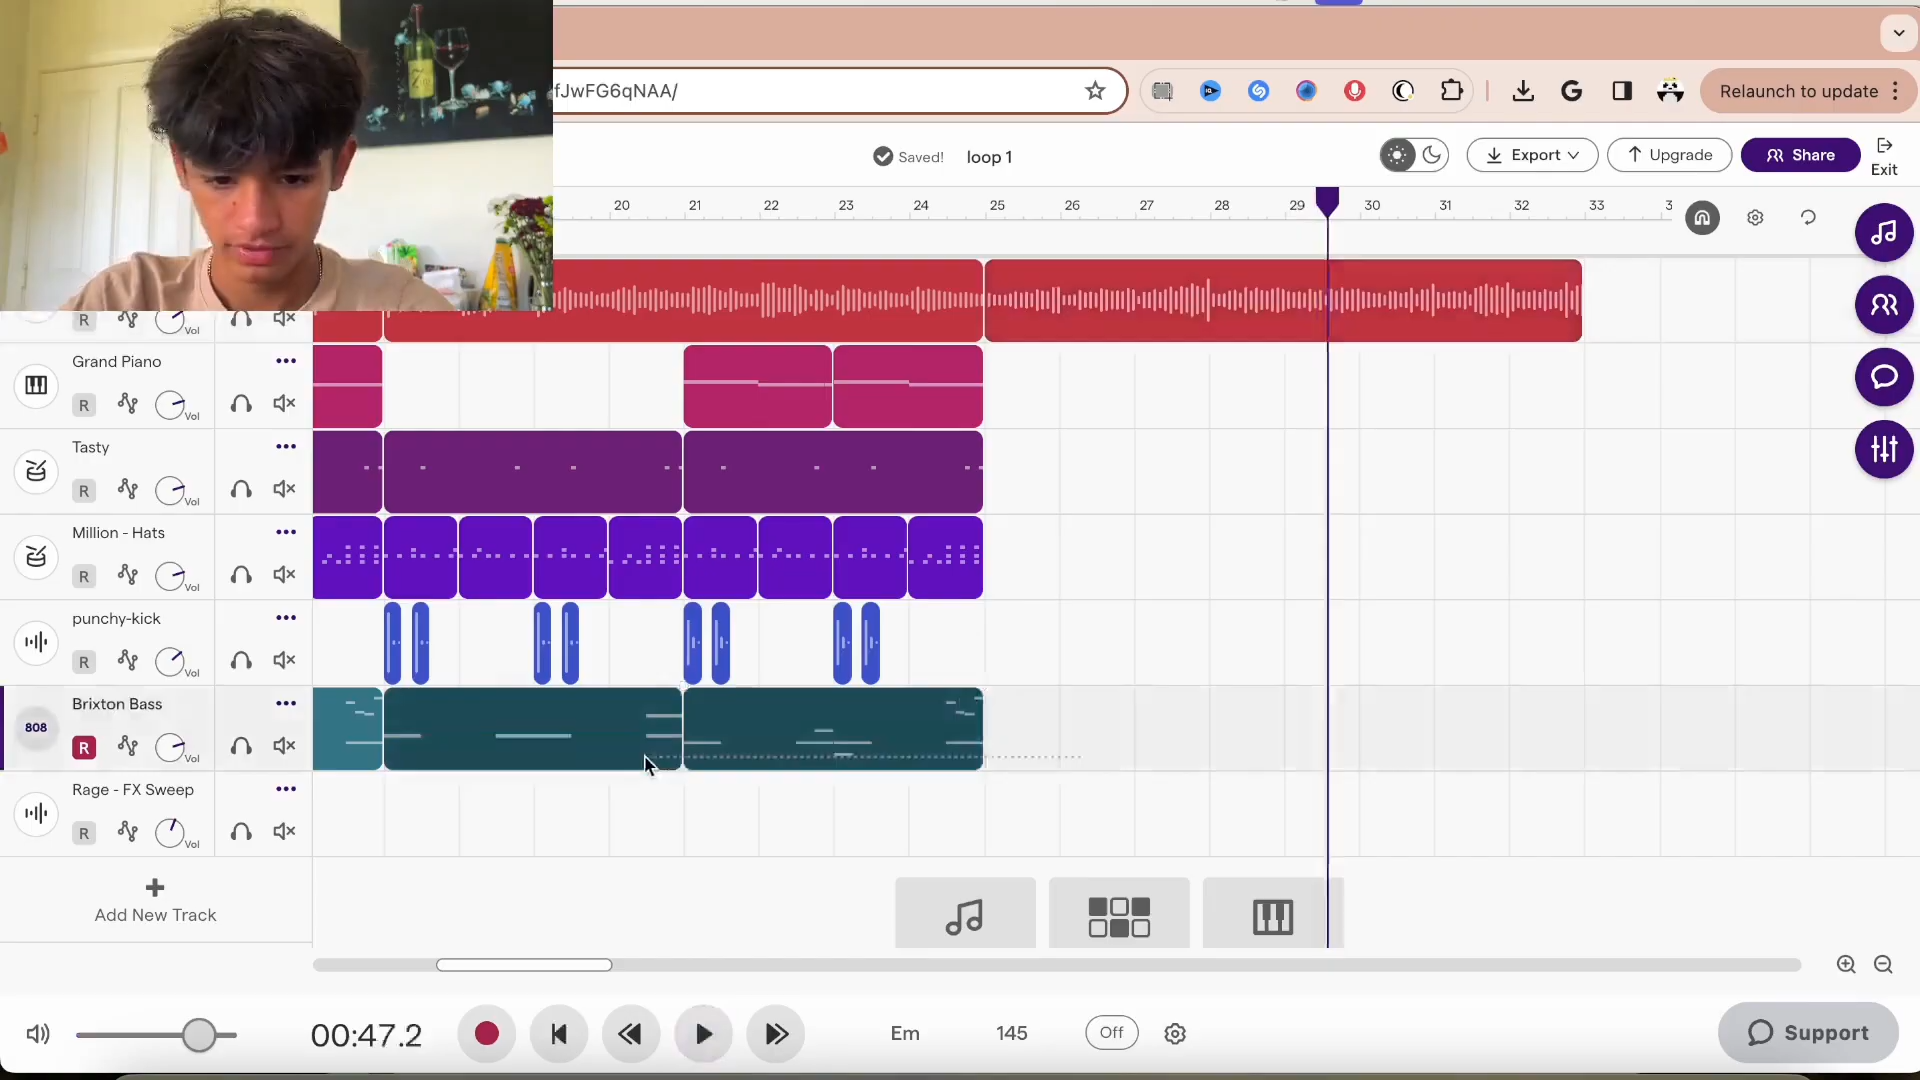 fJwFG6qNAA/
Relaunch to update
Saved!
loop 1
Export
Upgrade
Share
Exit
20 21 22 23 24 25 26 27 28 29 30 31 32 33 3
R
Vol
Grand Piano
R
Vol
Tasty
R
Vol
Million - Hats
R
Vol
punchy-kick
R
Vol
808
Brixton Bass
R
Vol
Rage - FX Sweep
R
Vol
Add New Track
00:47.2
Em
145
Off
Support